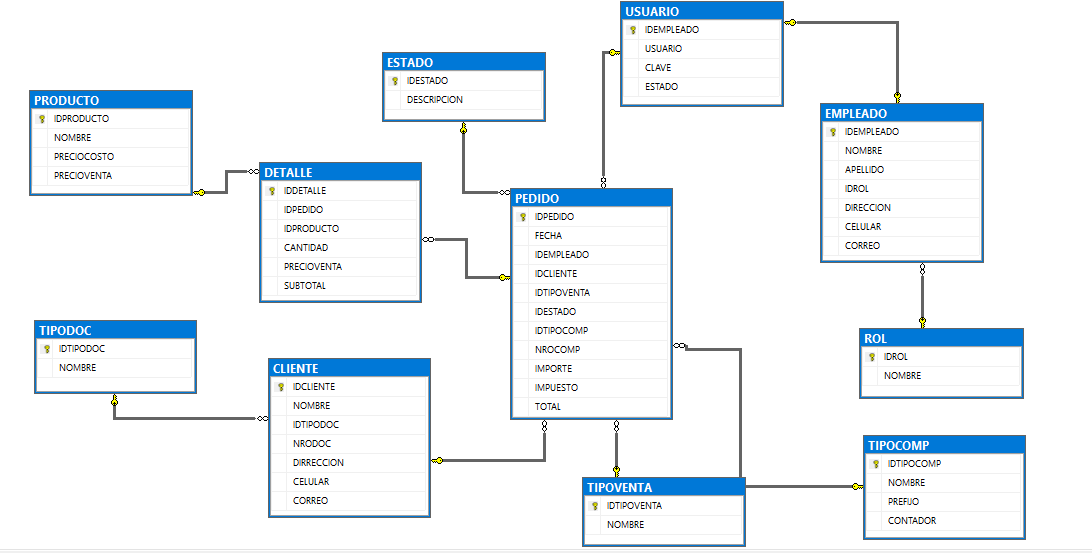 USUARIO
IDEMPLEADO
USUARIO
CLAVE
ESTADO
ESTADO
IDESTADO
DESCRIPCION
PRODUCTO
IDPRODUCTO
NOMBRE
PRECIOCOSTO
PRECIOVENTA
EMPLEADO
IDEMPLEADO
NOMBRE
APELLIDO
IDROL
DIRECCION
CELULAR
CORREO
DETALLE
IDDETALLE
IDPEDIDO
IDPRODUCTO
CANTIDAD
PRECIOVENTA
SUBTOTAL
PEDIDO
IDPEDIDO
FECHA
IDEMPLEADO
IDCLIENTE
IDTIPOVENTA
IDESTADO
IDTIPOCOMP
NROCOMP
IMPORTE
IMPUESTO
TOTAL
TIPODOC
IDTIPODOC
NOMBRE
ROL
IDROL
NOMBRE
CLIENTE
IDCLIENTE
NOMBRE
IDTIPODOC
NRODOC
DIRRECCION
CELULAR
CORREO
TIPOCOMP
IDTIPOCOMP
NOMBRE
PREFIJO
CONTADOR
TIPOVENTA
IDTIPOVENTA
NOMBRE